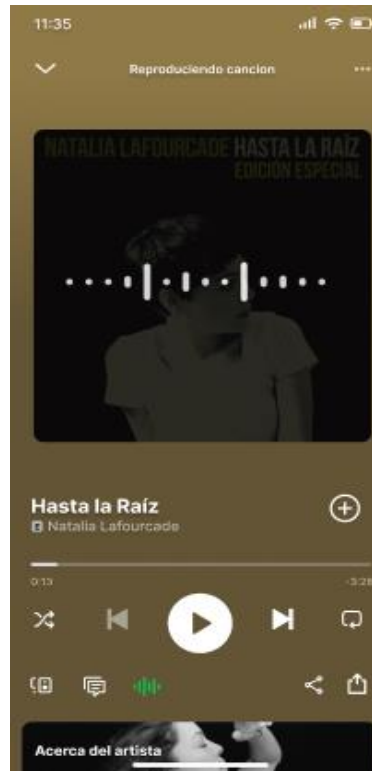 11:35
Reproduciendo cancion
NATALIA LAFOURCADE HASTA LA RAÍZ
EDICIÓN ESPECIAL
Hasta la Raíz
E Natalia Lafourcade
0:13 -3:28
Acerca del artista